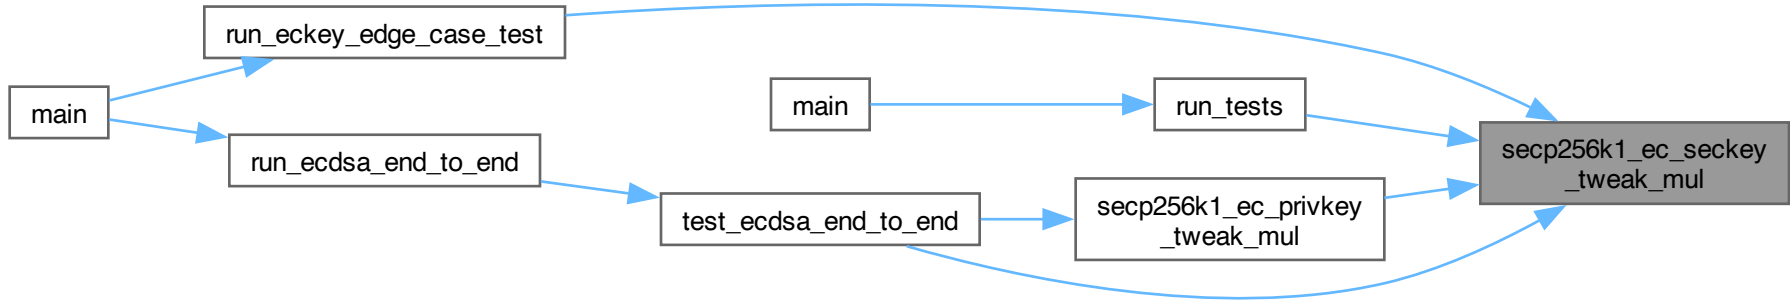 run_eckey_edge_case_test
main
run_ecdsa_end_to_end
main
run_tests
test_ecdsa_end_to_end
secp256k1_ec_privkey
_tweak_mul
secp256k1_ec_seckey
_tweak_mul